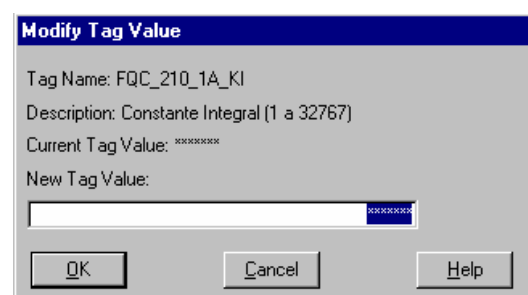 Modify Tag Value
Tag Name: FQC_210_1A_KI
Description: Constante Integral (1 a 32767)
Current Tag Value: *******
New Tag Value:
*******
OK Cancel Help